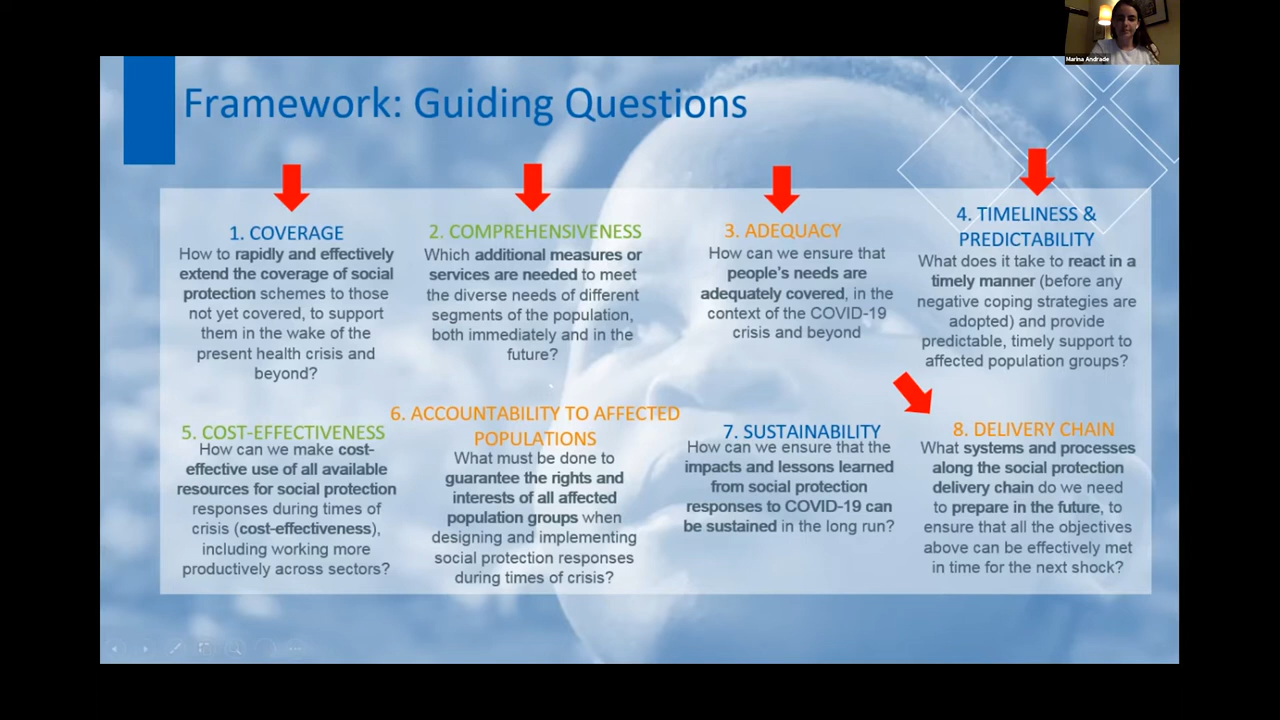 Marina Andrade
Framework: Guiding Questions
1. COVERAGE
How to rapidly and effectively
extend the coverage of social
protection schemes to those
not yet covered, to support
them in the wake of the
present health crisis and
beyond?
2. COMPREHENSIVENESS
Which additional measures or
services are needed to meet
the diverse needs of different
segments of the population,
both immediately and in the
future?
3. ADEQUACY
How can we ensure that
people's needs are
adequately covered, in the
context of the COVID-19
crisis and beyond
4. TIMELINESS &
PREDICTABILITY
What does it take to react in a
timely manner (before any
negative coping strategies are
adopted) and provide
predictable, timely support to
affected population groups?
5. COST-EFFECTIVENESS
How can we make cost-
effective use of all available
resources for social protection
responses during times of
crisis (cost-effectiveness),
including working more
productively across sectors?
6. ACCOUNTABILITY TO AFFECTED
POPULATIONS
What must be done to
guarantee the rights and
interests of all affected
population groups when
designing and implementing
social protection responses
during times of crisis?
7. SUSTAINABILITY
How can we ensure that the
impacts and lessons learned
from social protection
responses to COVID-19 can
be sustained in the long run?
8. DELIVERY CHAIN
What systems and processes
along the social protection
delivery chain do we need
to prepare in the future, to
ensure that all the objectives
above can be effectively met
in time for the next shock?